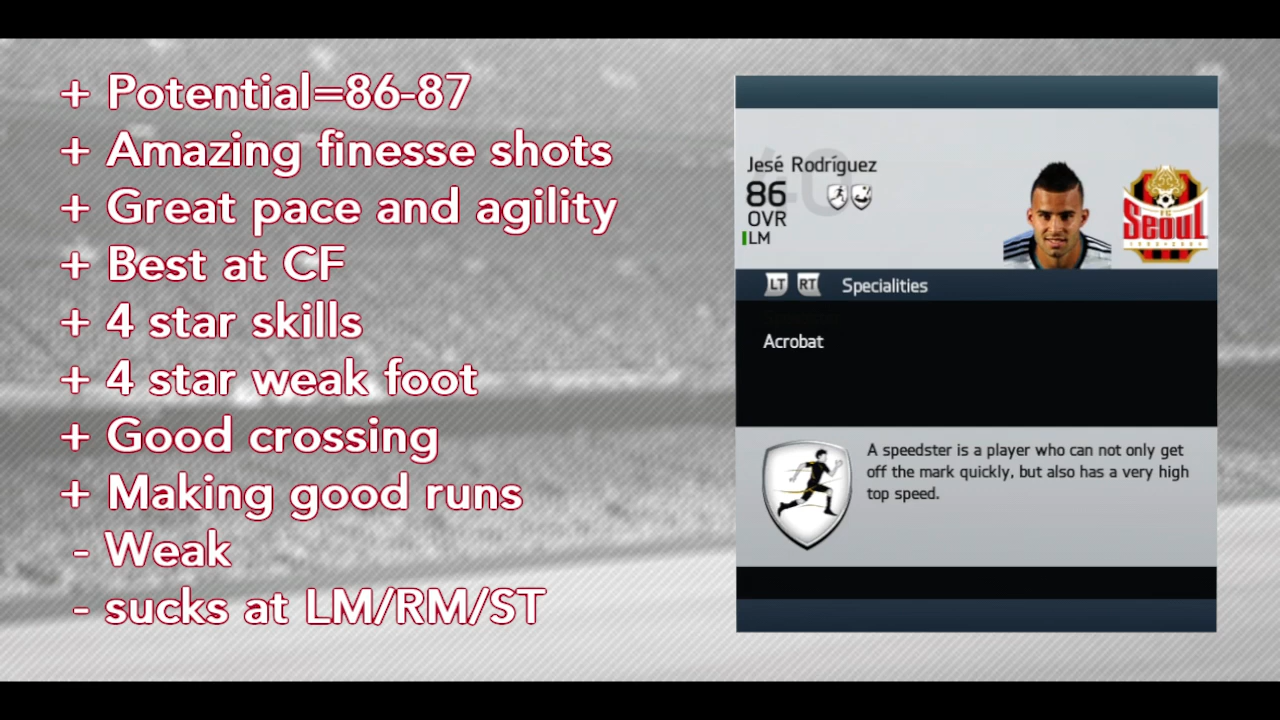 + Potential=86-87
+ Amazing finesse shots
+ Great pace and agility
+ Best at CF
+ 4 star skills
+ 4 star weak foot
+ Good crossing
+ Making good runs
- Weak
- sucks at LM/RM/ST
40
Jesé Rodríguez
86
OVR
LM
FC
SEOUL
LT RT Specialities
Acrobat
A speedster is a player who can not only get
off the mark quickly, but also has a very high
top speed.